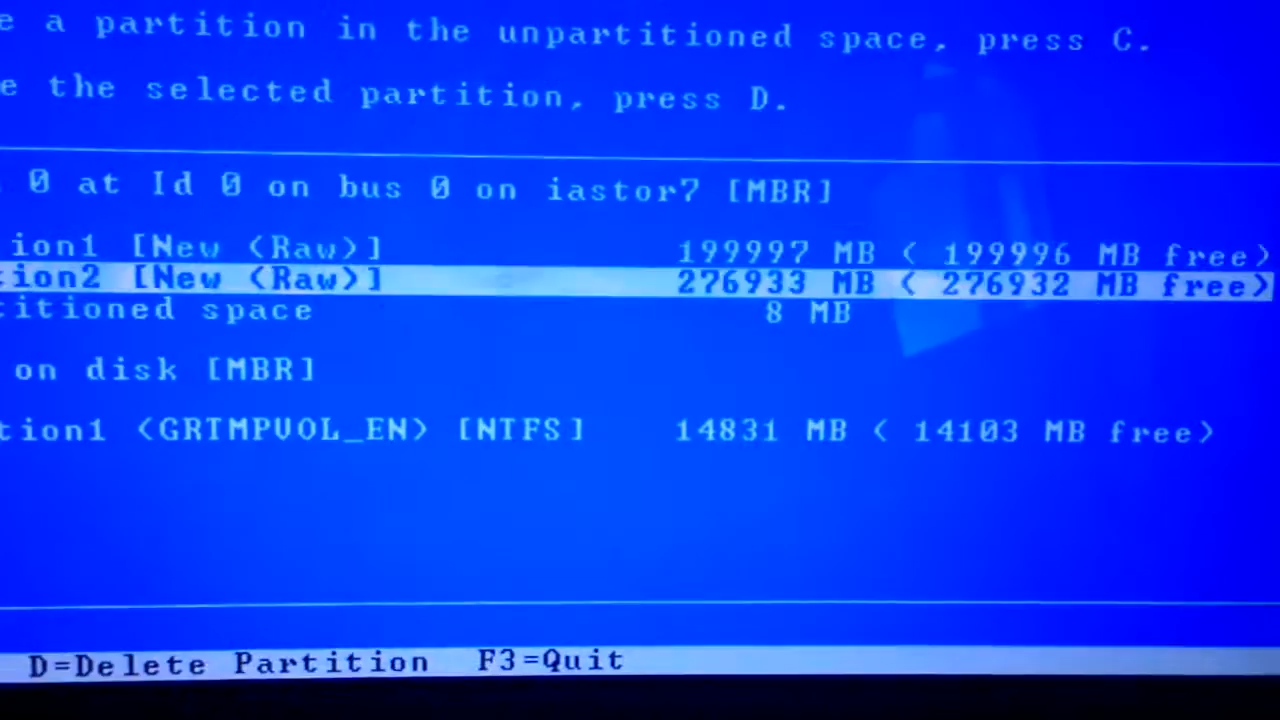 e a partition in the unpartitioned space, press C.
e the selected partition, press D.
0 at Id 0 on bus 0 on iastor7 [MBR]
ion1 [New (Raw)] 199997 MB ( 199996 MB free)
tion2 [New (Raw)] 276933 MB ( 276932 MB free)
itioned space 8 MB
on disk [MBR]
tion1 (GRTMPVOL_EN) [NTFS] 14831 MB ( 14103 MB free)
D=Delete Partition F3=Quit